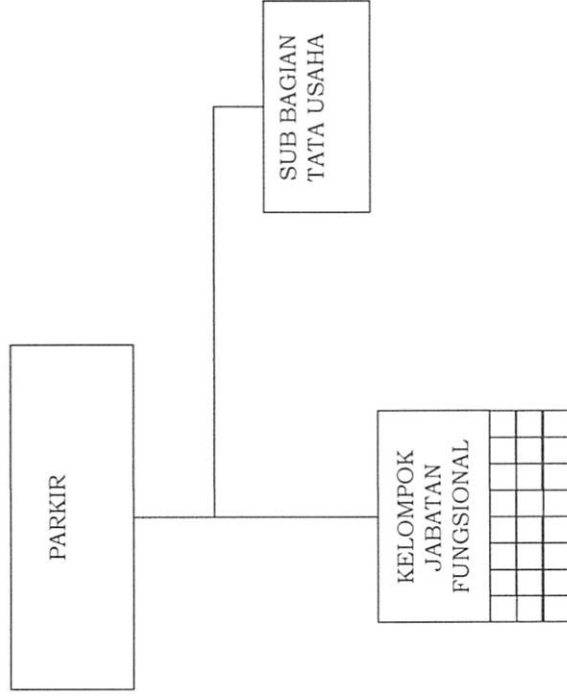 PARKIR
SUB BAGIAN
TATA USAHA
KELOMPOK
JABATAN
FUNGSIONAL